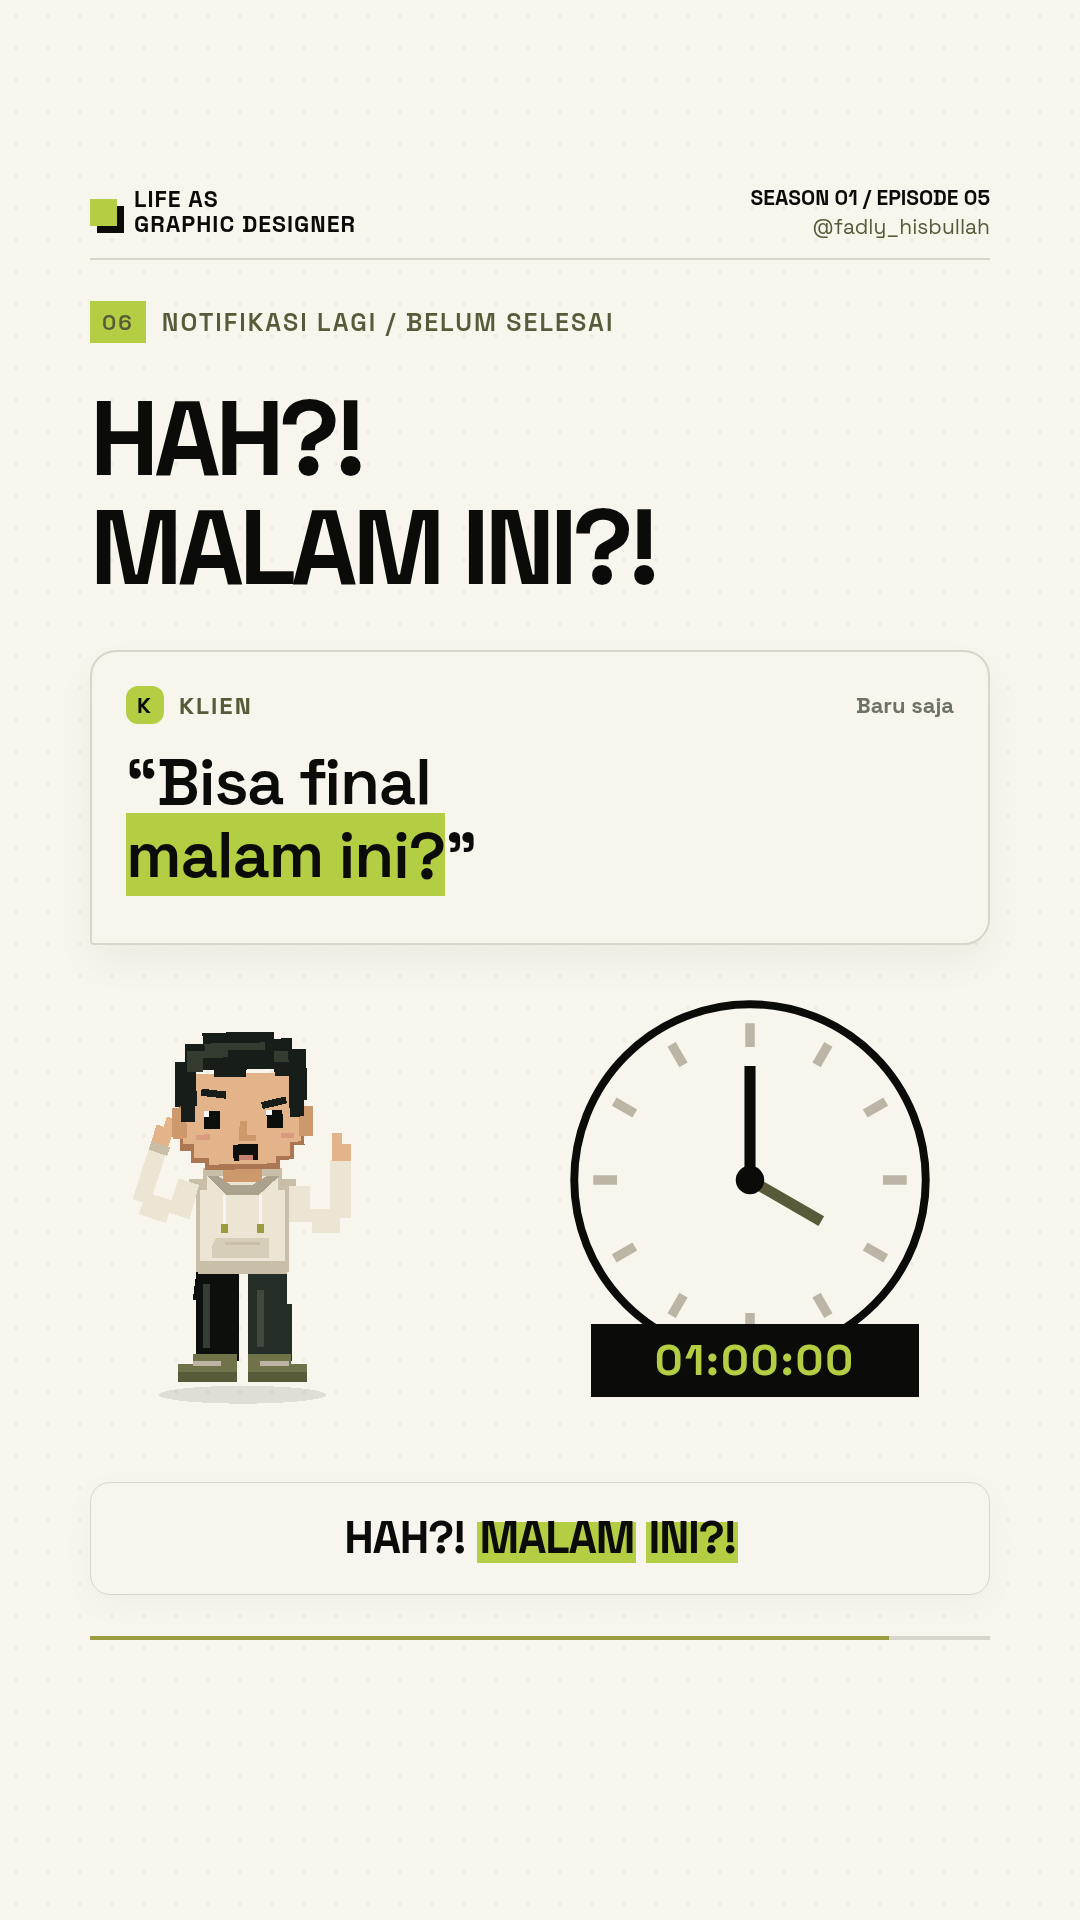 LIFE AS
GRAPHIC DESIGNER
SEASON 01 / EPISODE 05
@fadly_hisbullah
06 NOTIFIKASI LAGI / BELUM SELESAI
HAH?!
MALAM INI?!
K KLIEN
Baru saja
“Bisa final
malam ini?”
01:00:00
HAH?! MALAM INI?!